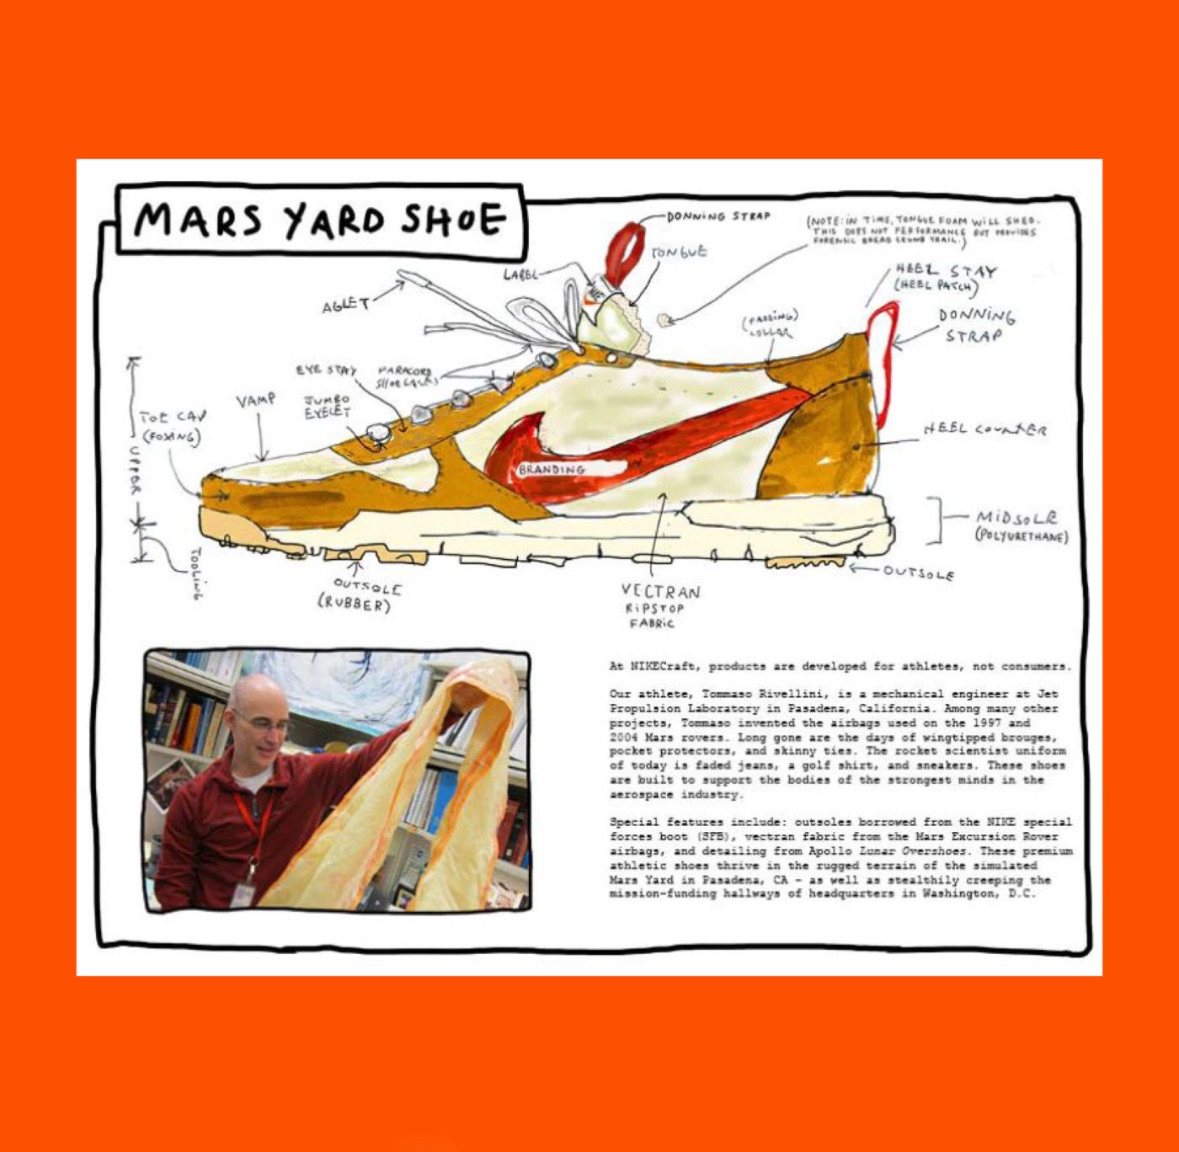 MARS YARD SHOE
DONNING STRAP
(NOTE: IN TIME, TONGUE FOAM WILL SHED.
THIS DOES NOT PERFORMANCE BUT PROVIDES
FORENSIC BREAD CRUMB TRAIL.)
TONGUE
LABEL
HEEL STAY
(HEEL PATCH)
AGLET
DONNING
STRAP
(PADDING)
COLLAR
EYE STAY
PARACORD
SHOELACES
VAMP
JUMBO
EYELET
TOE CAP
(FOXING)
HEEL COUNTER
UPPER
BRANDING
MIDSOLE
(POLYURETHANE)
TOOLING
OUTSOLE
(RUBBER)
OUTSOLE
VECTRAN
RIPSTOP
FABRIC
At NIKECraft, products are developed for athletes, not consumers.
Our athlete, Tommaso Rivellini, is a mechanical engineer at Jet
Propulsion Laboratory in Pasadena, California. Among many other
projects, Tommaso invented the airbags used on the 1997 and
2004 Mars rovers. Long gone are the days of wingtipped brouges,
pocket protectors, and skinny ties. The rocket scientist uniform
of today is faded jeans, a golf shirt, and sneakers. These shoes
are built to support the bodies of the strongest minds in the
aerospace industry.
Special features include: outsoles borrowed from the NIKE special
forces boot (SFB), vectran fabric from the Mars Excursion Rover
airbags, and detailing from Apollo Lunar Overshoes. These premium
athletic shoes thrive in the rugged terrain of the simulated
Mars Yard in Pasadena, CA - as well as stealthily creeping the
mission-funding hallways of headquarters in Washington, D.C.